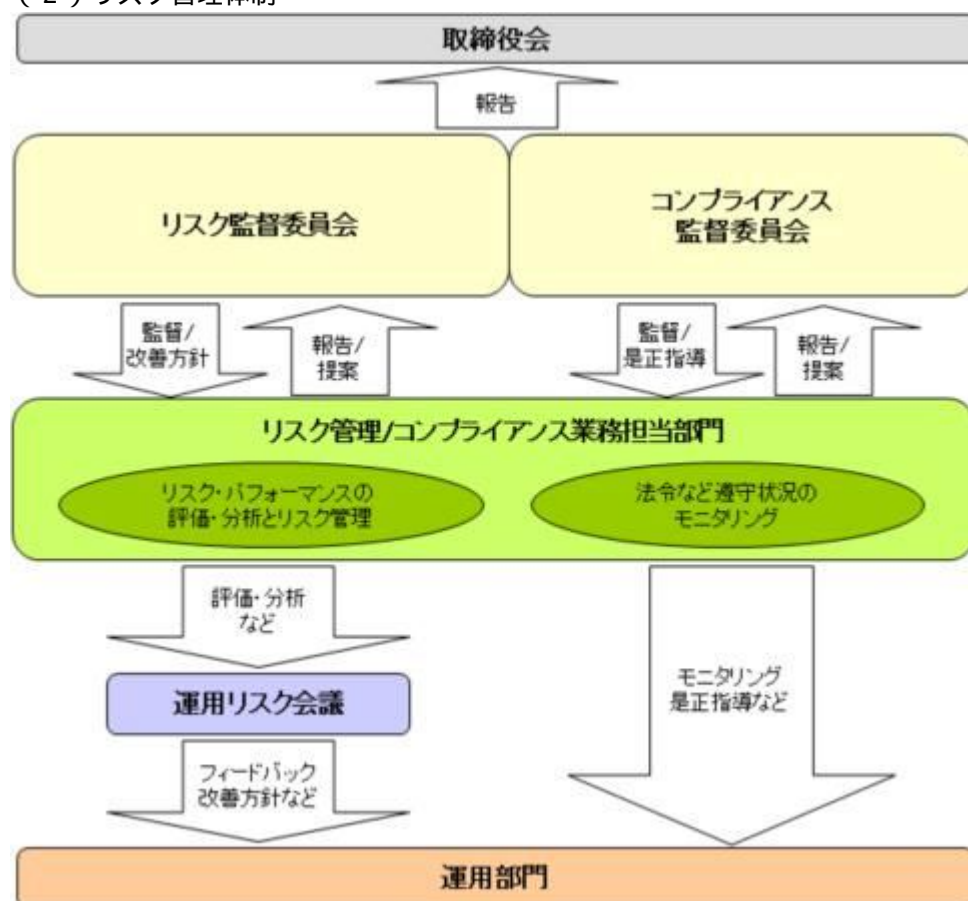 (2)リスク管理体制
取締役会
報告
リスク監督委員会
コンプライアンス
監督委員会
監督/
改善方針
報告/
提案
監督/
是正指導
報告/
提案
リスク管理/コンプライアンス業務担当部門
リスク・パフォーマンスの
評価・分析とリスク管理
法令など遵守状況の
モニタリング
評価・分析
など
運用リスク会議
モニタリング
是正指導など
フィードバック
改善方針など
運用部門